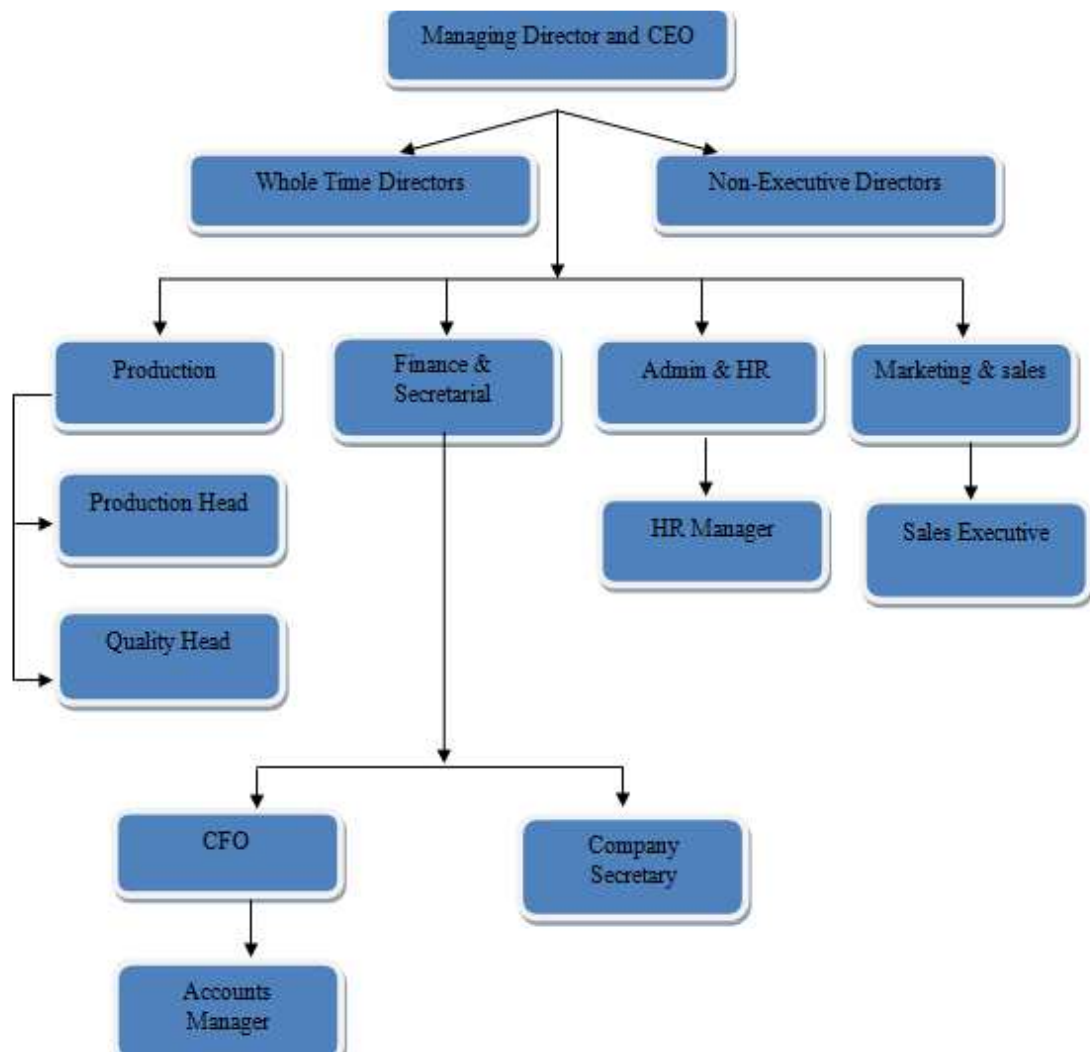 Managing Director and CEO
Whole Time Directors
Non-Executive Directors
Production
Finance &
Secretarial
Admin & HR
Marketing & sales
Production Head
HR Manager
Sales Executive
Quality Head
CFO
Company
Secretary
Accounts
Manager